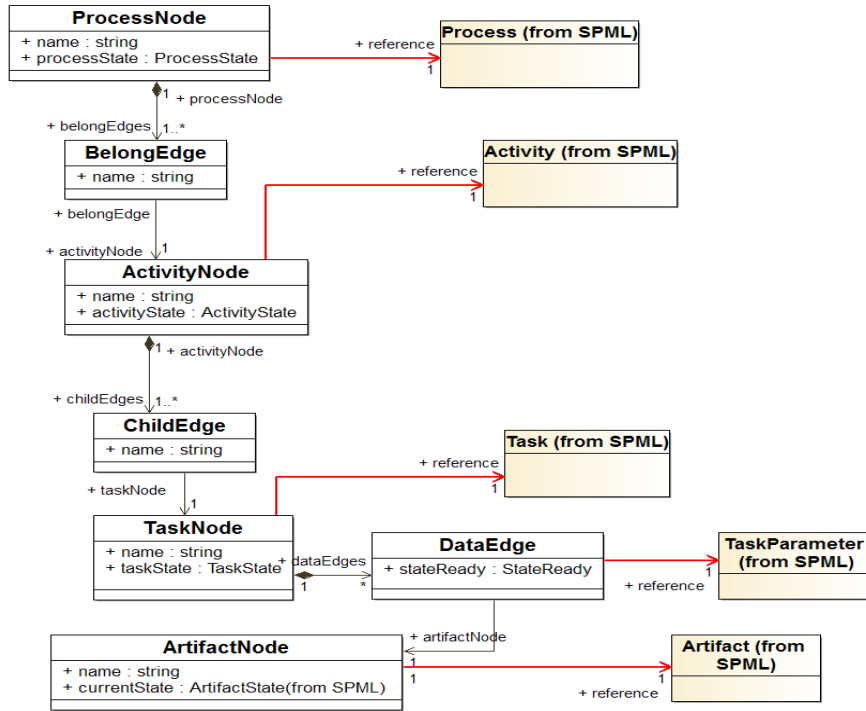 ProcessNode
+ name : string
+ processState : ProcessState
+ reference
1
Process (from SPML)
1
+ processNode
+ belongEdges
1..*
BelongEdge
+ name : string
+ belongEdge
+ reference
1
Activity (from SPML)
+ activityNode
1
ActivityNode
+ name : string
+ activityState : ActivityState
1
+ activityNode
+ childEdges
1..*
ChildEdge
+ name : string
+ taskNode
1
+ reference
1
Task (from SPML)
TaskNode
+ name : string
+ taskState : TaskState
+ dataEdges
1
*
DataEdge
+ stateReady : StateReady
1
+ reference
TaskParameter
(from SPML)
+ artifactNode
1
ArtifactNode
+ name : string
+ currentState : ArtifactState(from SPML)
1
1
+ reference
Artifact (from
SPML)